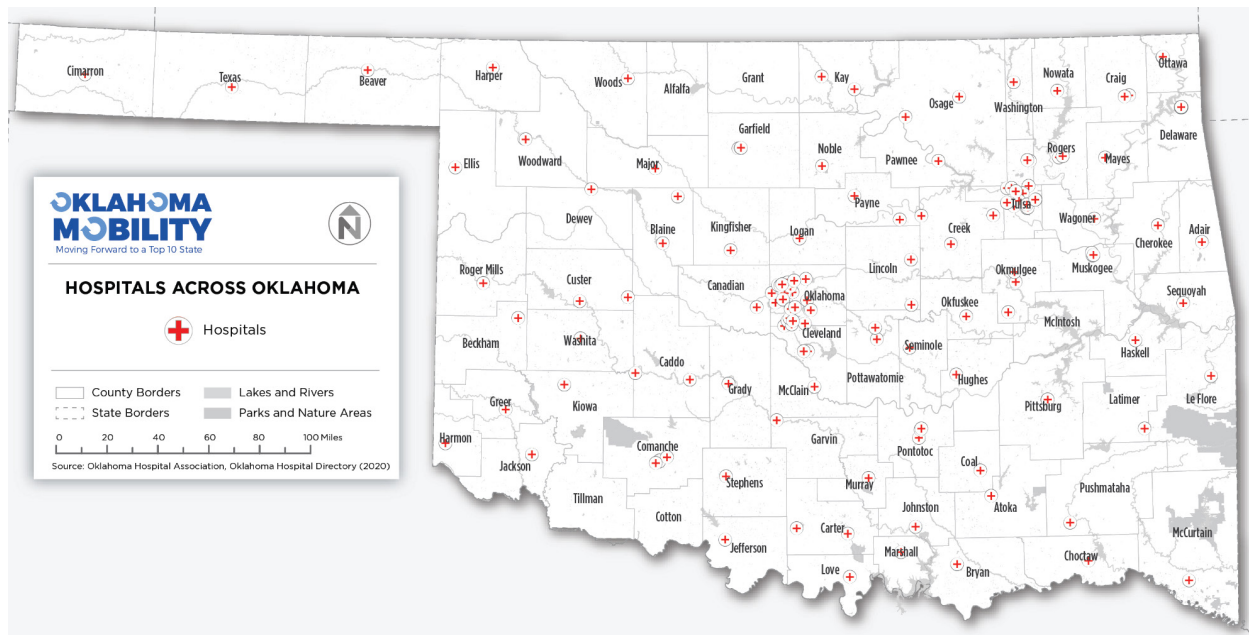 Cimarron
Texas
Beaver
Harper
Woods
Alfalfa
Grant
Kay
Osage
Washington
Nowata
Craig
Ottawa
Delaware
Ellis
Woodward
Major
Garfield
Noble
Pawnee
Rogers
Mayes
Dewey
Blaine
Kingfisher
Logan
Payne
Creek
Tulsa
Wagoner
Cherokee
Adair
Roger Mills
Custer
Canadian
Oklahoma
Lincoln
Okmulgee
Muskogee
Okfuskee
McIntosh
Sequoyah
Beckham
Washita
Caddo
Cleveland
Pottawatomie
Seminole
Hughes
Haskell
Greer
Kiowa
Grady
McClain
Pittsburg
Latimer
Le Flore
Harmon
Jackson
Comanche
Garvin
Pontotoc
Coal
Tillman
Stephens
Murray
Johnston
Atoka
Pushmataha
Cotton
Jefferson
Carter
Marshall
Love
Bryan
Choctaw
McCurtain
OKLAHOMA
MOBILITY
Moving Forward to a Top 10 State
N
HOSPITALS ACROSS OKLAHOMA
Hospitals
County Borders
Lakes and Rivers
State Borders
Parks and Nature Areas
0 20 40 60 80 100 Miles
Source: Oklahoma Hospital Association, Oklahoma Hospital Directory (2020)